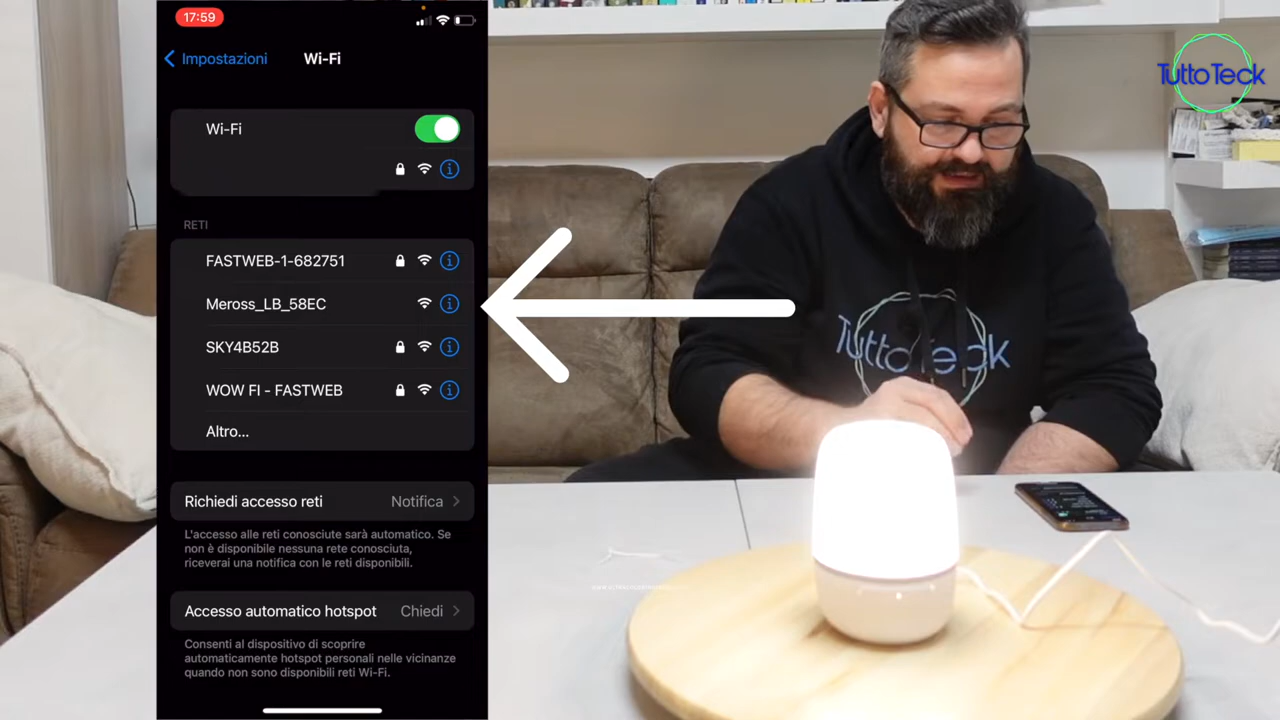 17:59
Impostazioni
Wi-Fi
Wi-Fi
RETI
FASTWEB-1-682751
Meross_LB_58EC
SKY4B52B
WOW FI - FASTWEB
Altro...
Richiedi accesso reti
Notifica
L'accesso alle reti conosciute sarà automatico. Se
non è disponibile nessuna rete conosciuta,
riceverai una notifica con le reti disponibili.
Accesso automatico hotspot
Chiedi
Consenti al dispositivo di scoprire
automaticamente hotspot personali nelle vicinanze
quando non sono disponibili reti Wi-Fi.
TuttoTeck
TuttoTeck